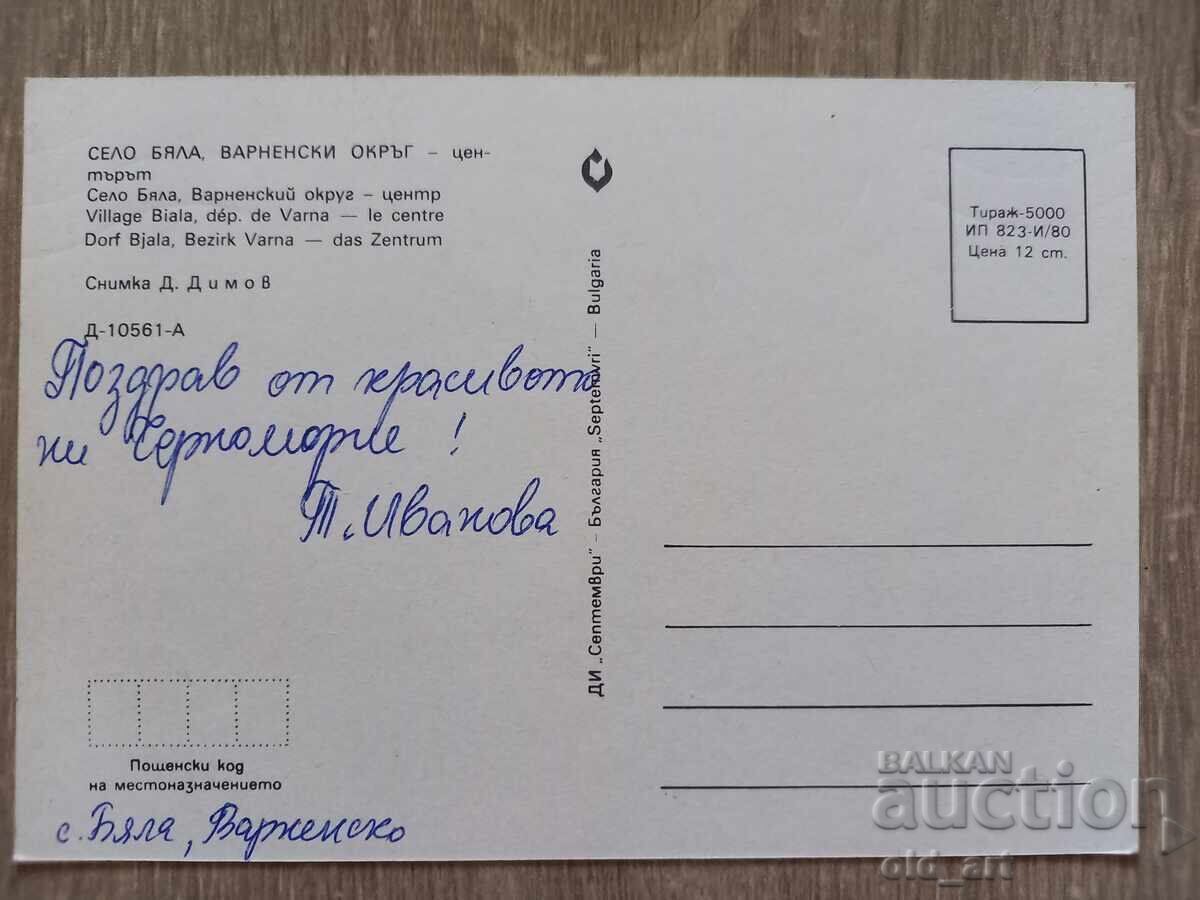 СЕЛО БЯЛА, ВАРНЕНСКИ ОКРЪГ – цен-
търът
Село Бяла, Варненский округ – центр
Village Biala, dép. de Varna — le centre
Dorf Bjala, Bezirk Varna — das Zentrum
Снимка Д. Димов
Д-10561-А
Поздрав от красивото
ни Черноморие!
Т. Иванова
Пощенски код
на местоназначението
с. Бяла, Варненско
ДИ „Септември" – България „Septemvri" — Bulgaria
Тираж-5000
ИП 823-И/80
Цена 12 ст.
BALKAN
auction
old_art